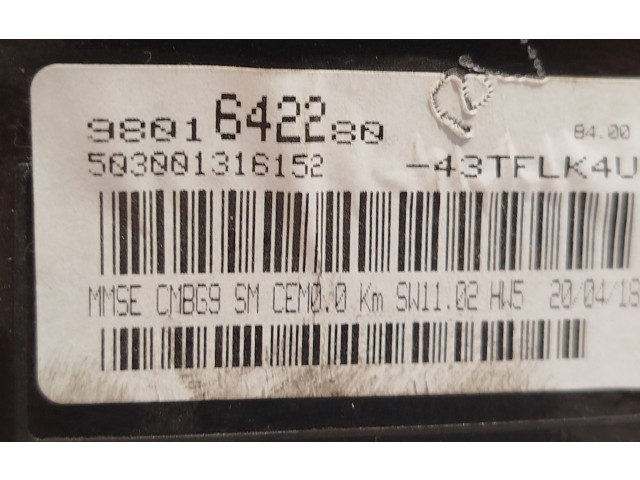 9801642280 84.00
503001316152 -43TFLK4U
MMSE CMBG9 SM CEM0.0 Km SW11.02 HW5 20/04/18